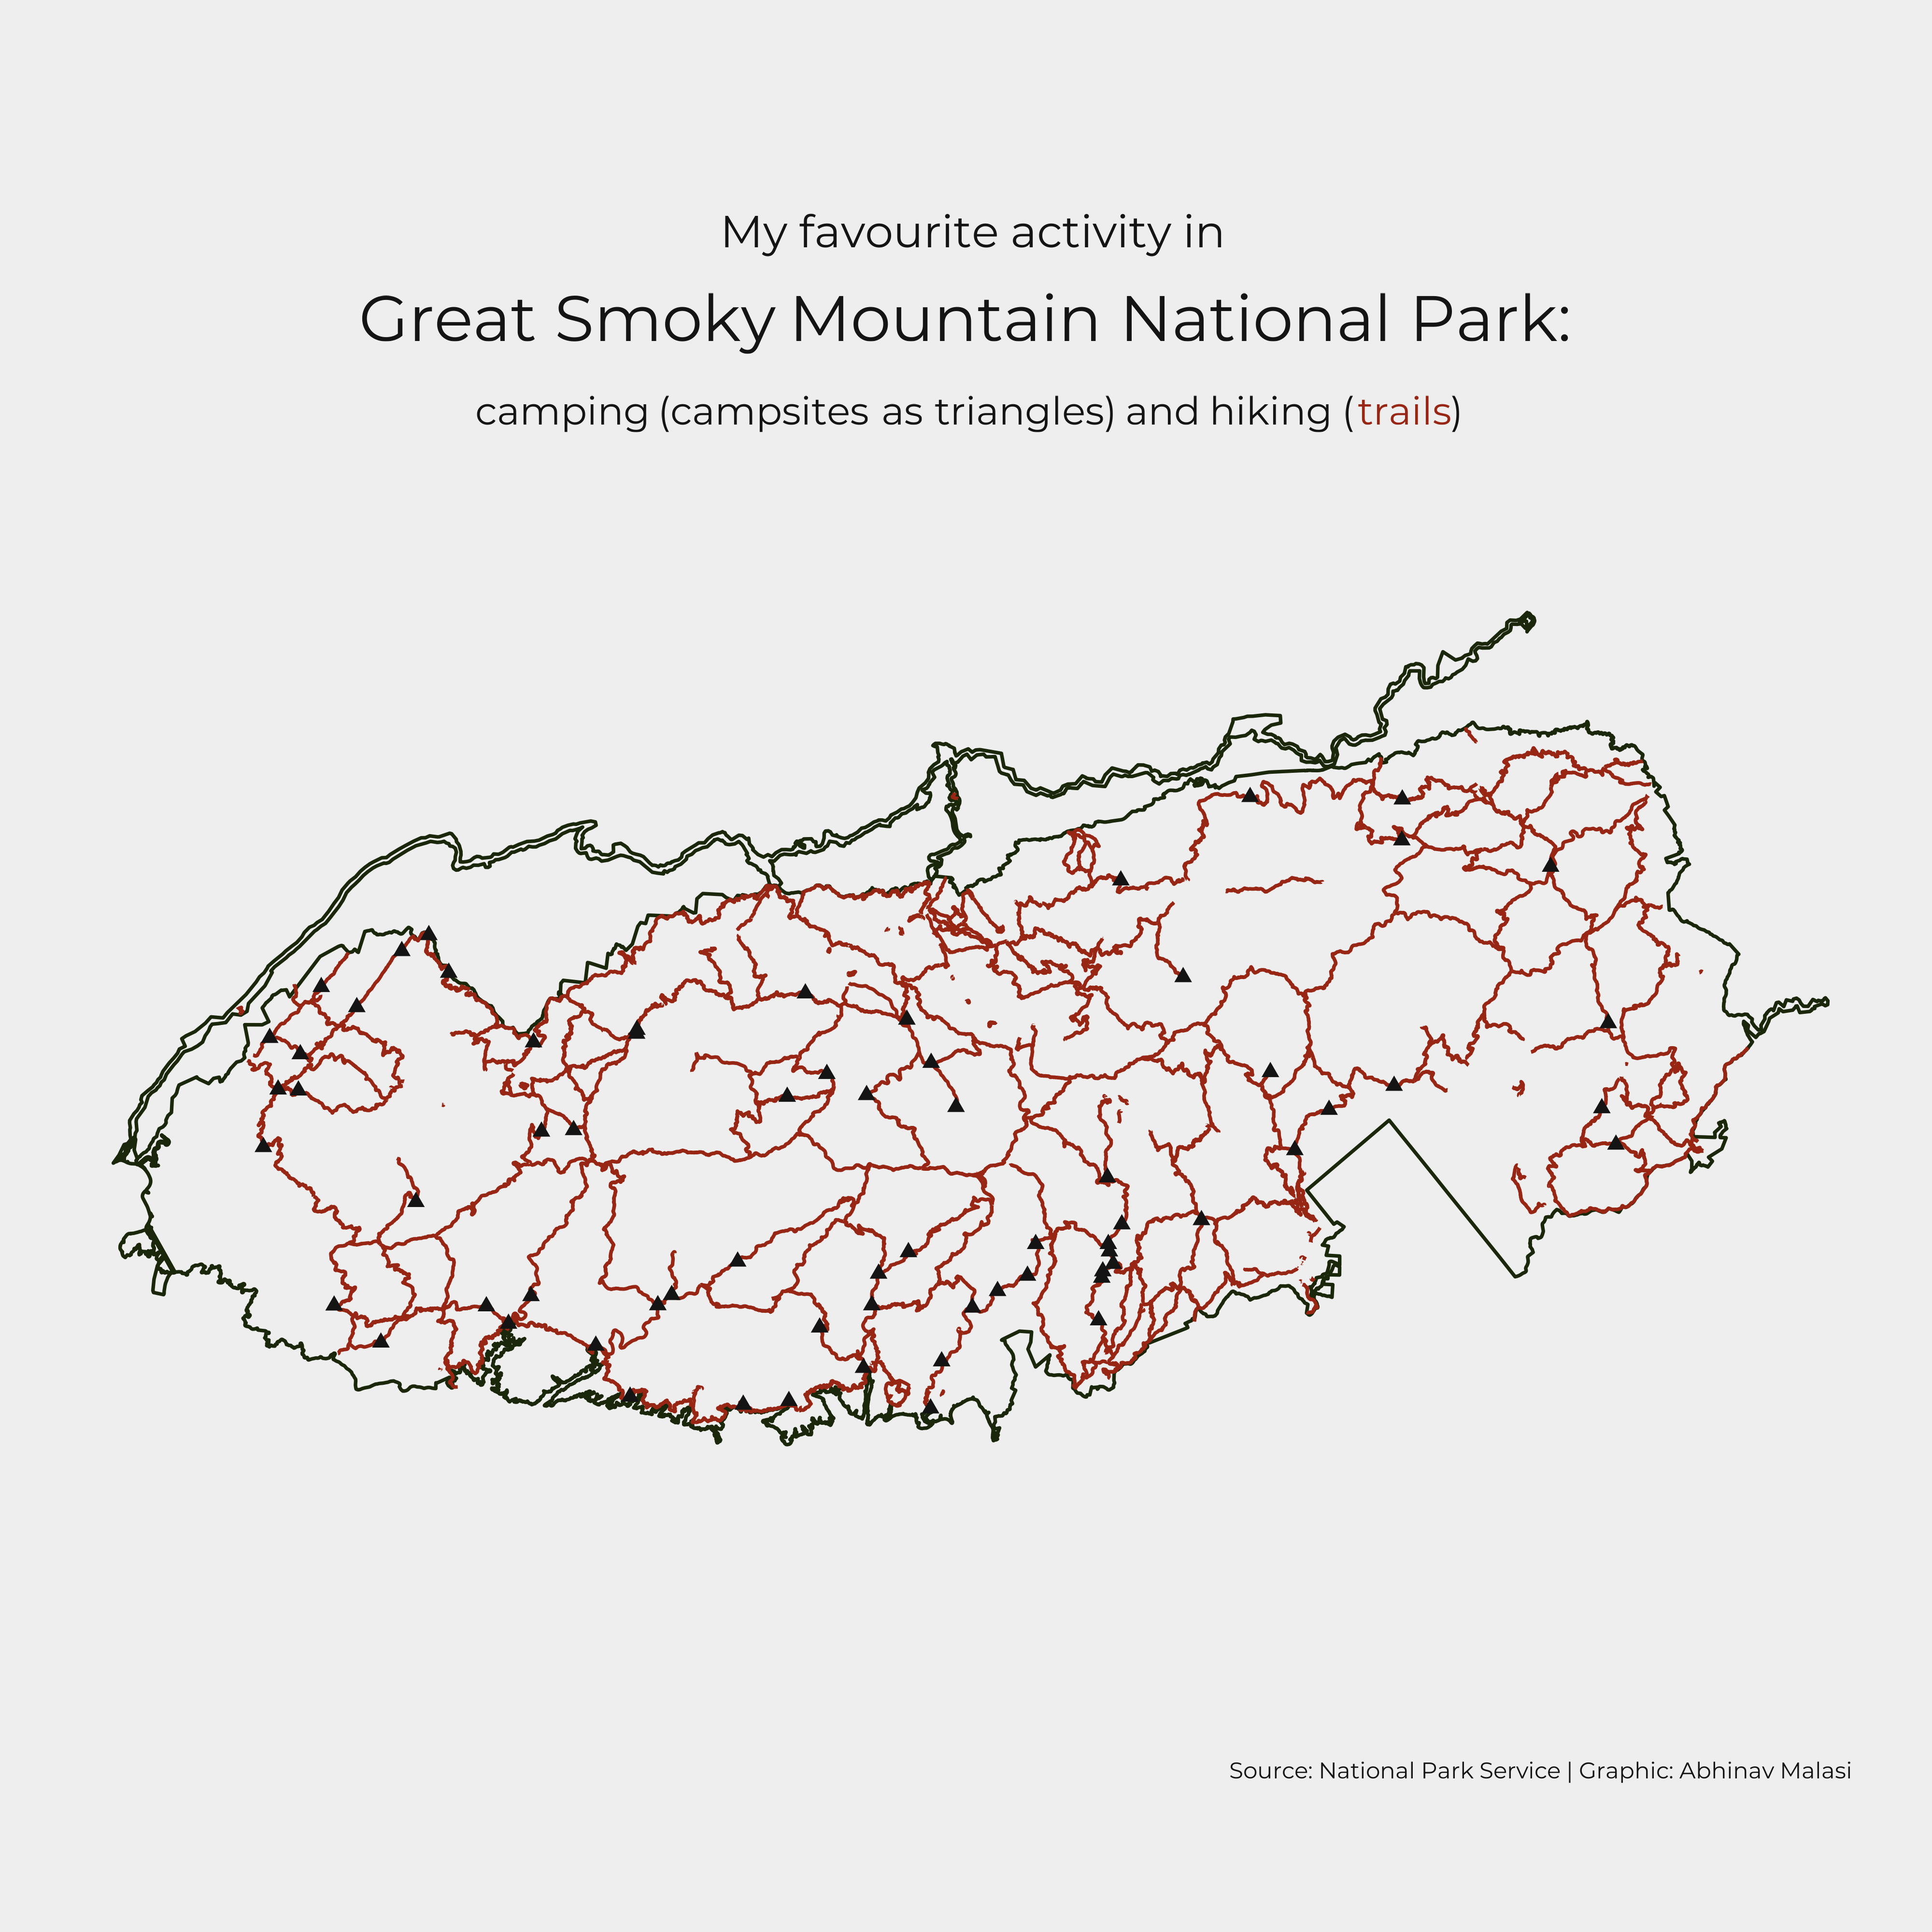 My favourite activity in
Great Smoky Mountain National Park:
camping (campsites as triangles) and hiking (trails)
Source: National Park Service | Graphic: Abhinav Malasi